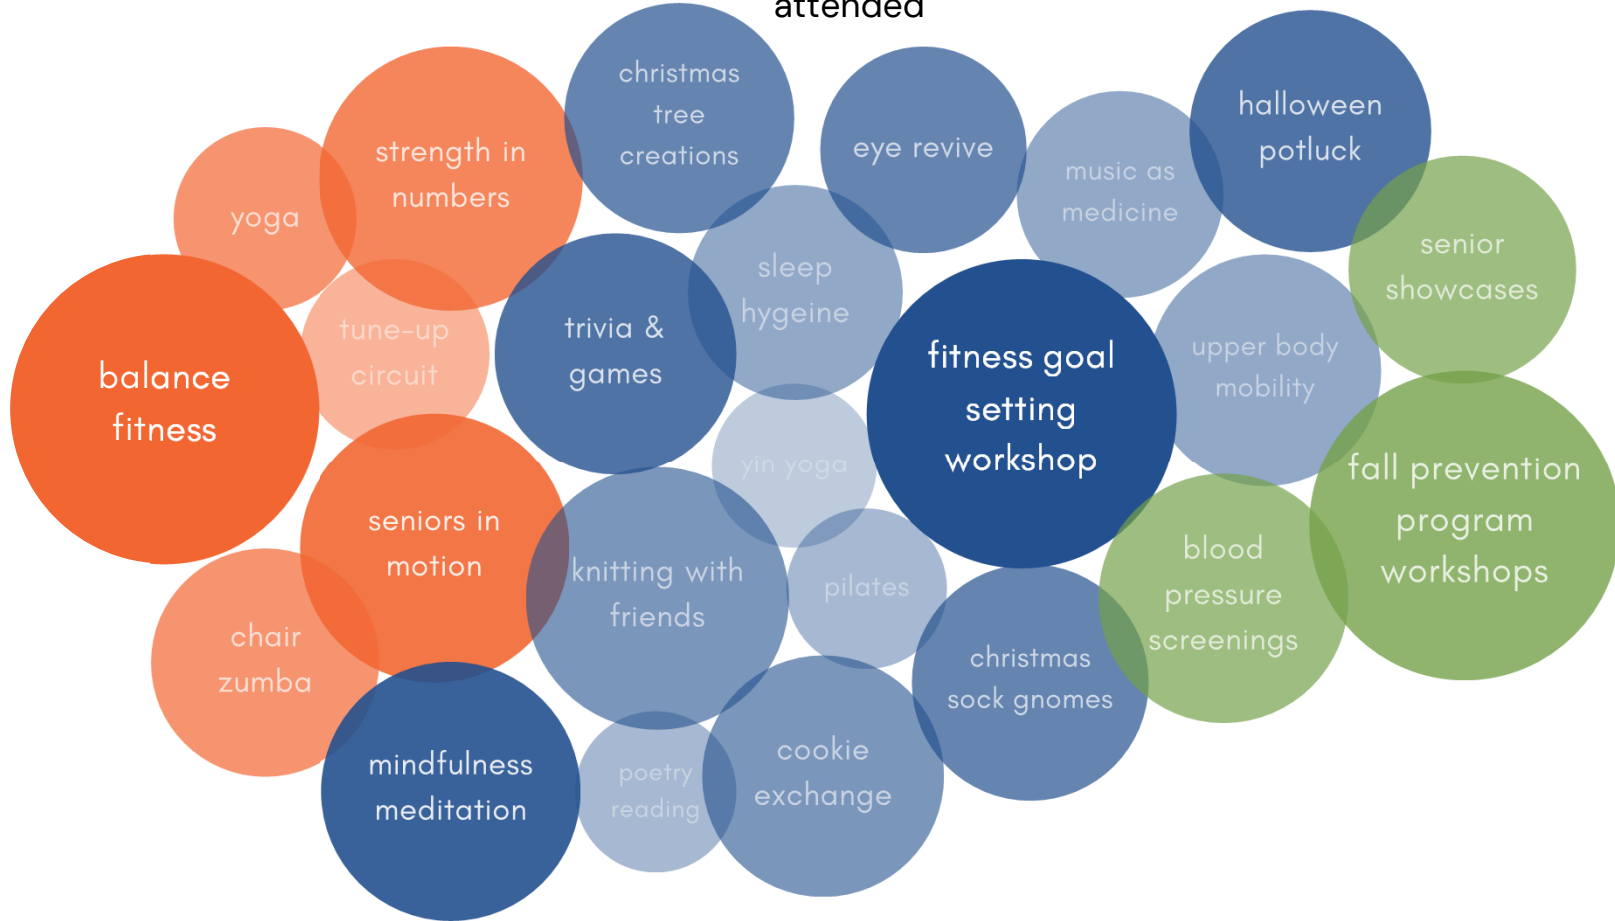 attended
christmas
tree
creations
halloween
potluck
strength in
numbers
eye revive
music as
medicine
yoga
senior
showcases
sleep
hygeine
tune-up
circuit
trivia &
games
fitness goal
setting
workshop
upper body
mobility
balance
fitness
yin yoga
fall prevention
program
workshops
seniors in
motion
knitting with
friends
pilates
blood
pressure
screenings
chair
zumba
christmas
sock gnomes
mindfulness
meditation
poetry
reading
cookie
exchange